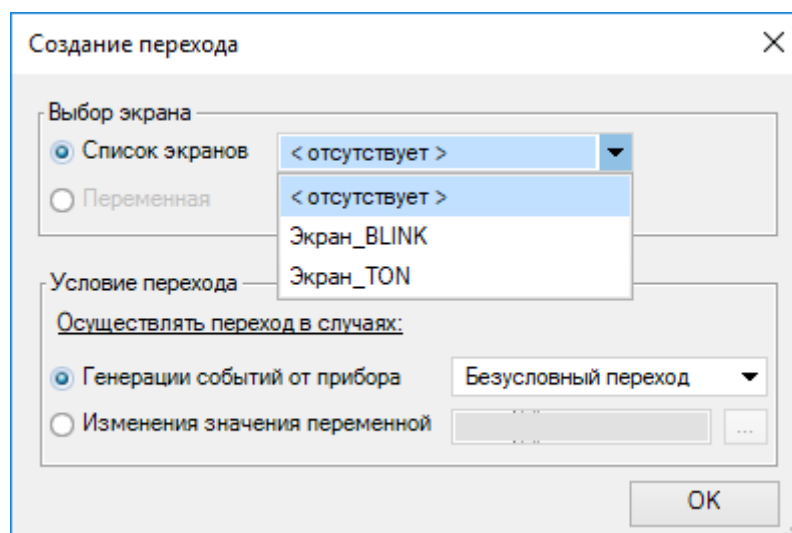 Создание перехода
Выбор экрана
Список экранов < отсутствует >
Переменная < отсутствует >
Экран_BLINK
Экран_TON
Условие перехода
Осуществлять переход в случаях:
Генерации событий от прибора Безусловный переход
Изменения значения переменной ...
OK